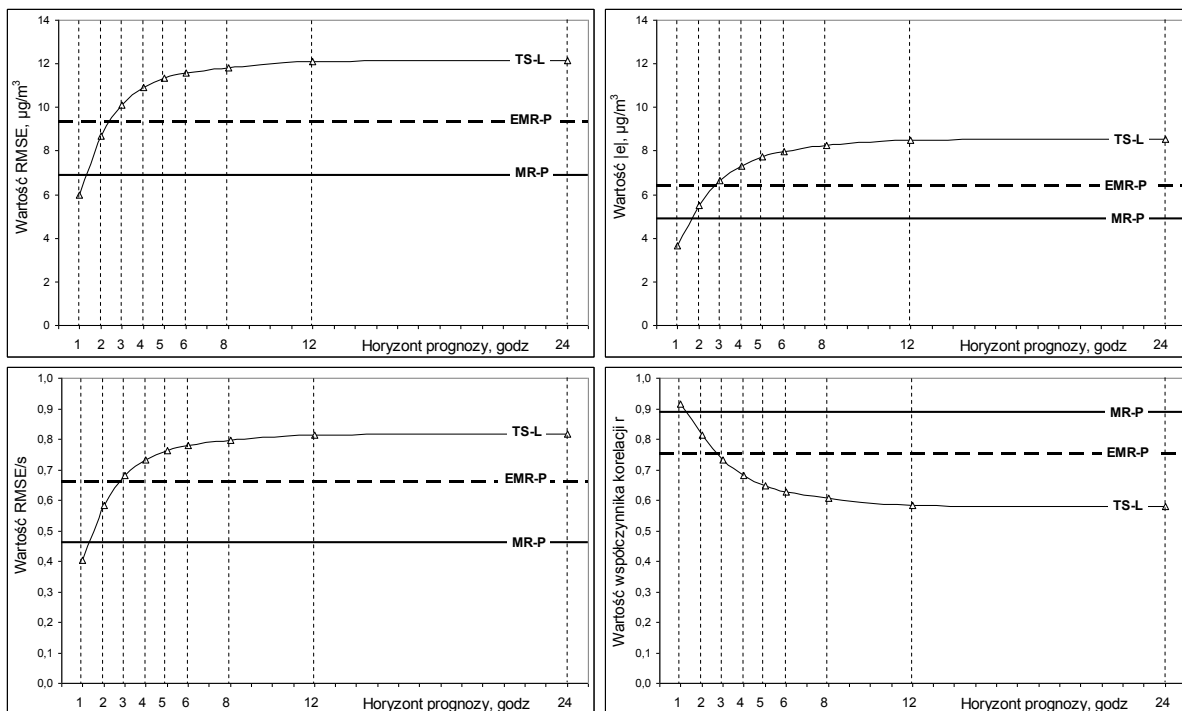 Wartość RMSE, µg/m³
14
12
10
8
6
4
2
0
TS-L
EMR-P
MR-P
1 2 3 4 5 6 8 12 24
Horyzont prognozy, godz
Wartość |e|, µg/m³
14
12
10
8
6
4
2
0
TS-L
EMR-P
MR-P
1 2 3 4 5 6 8 12 24
Horyzont prognozy, godz
Wartość RMSE/s
1,0
0,9
0,8
0,7
0,6
0,5
0,4
0,3
0,2
0,1
0,0
TS-L
EMR-P
MR-P
1 2 3 4 5 6 8 12 24
Horyzont prognozy, godz
Wartość współczynnika korelacji r
1,0
0,9
0,8
0,7
0,6
0,5
0,4
0,3
0,2
0,1
0,0
MR-P
EMR-P
TS-L
1 2 3 4 5 6 8 12 24
Horyzont prognozy, godz